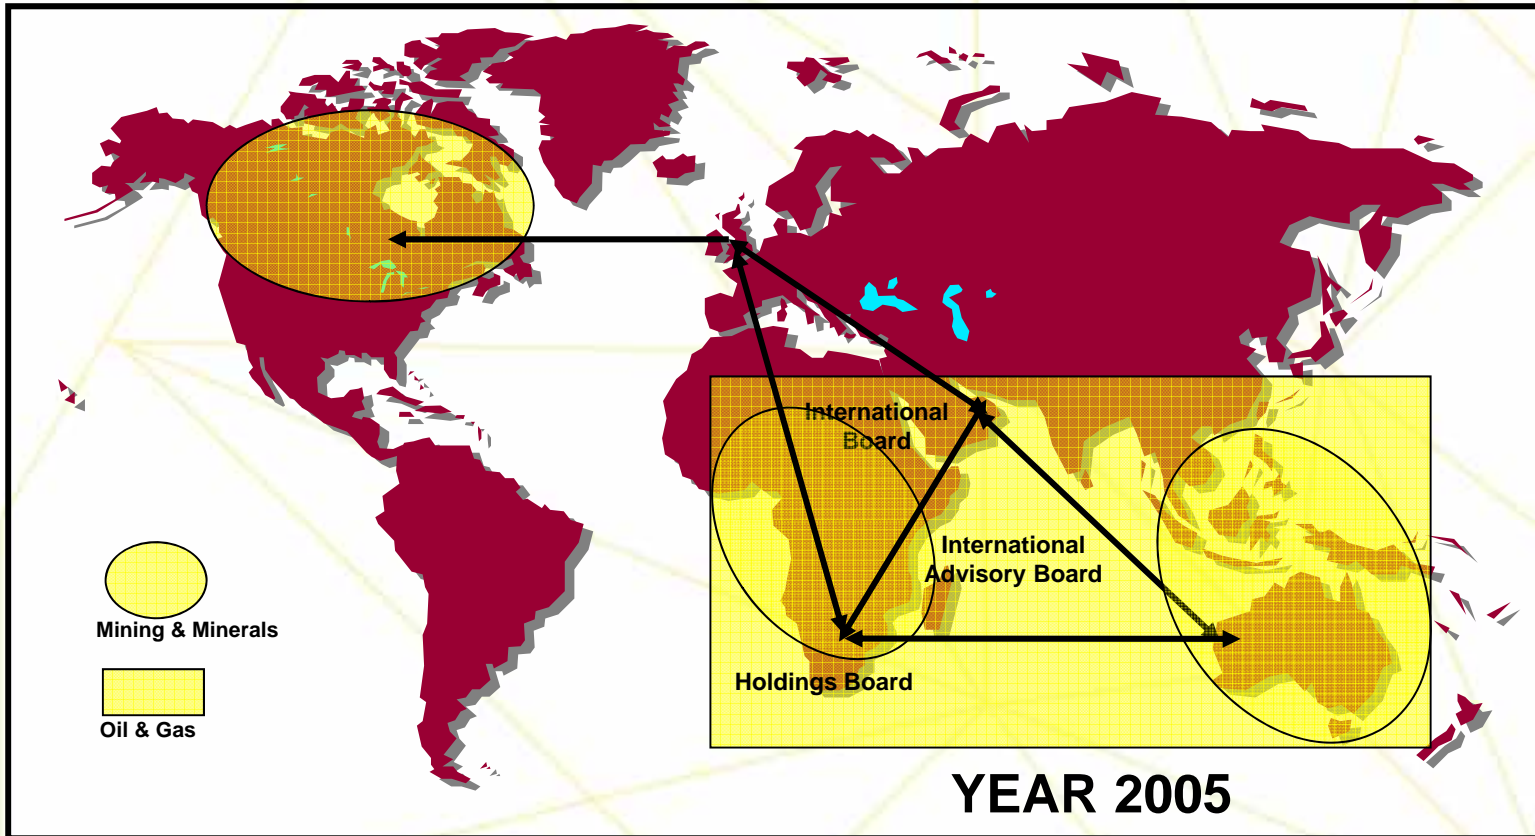 International
Board
International
Advisory Board
Mining & Minerals
Holdings Board
Oil & Gas
YEAR 2005